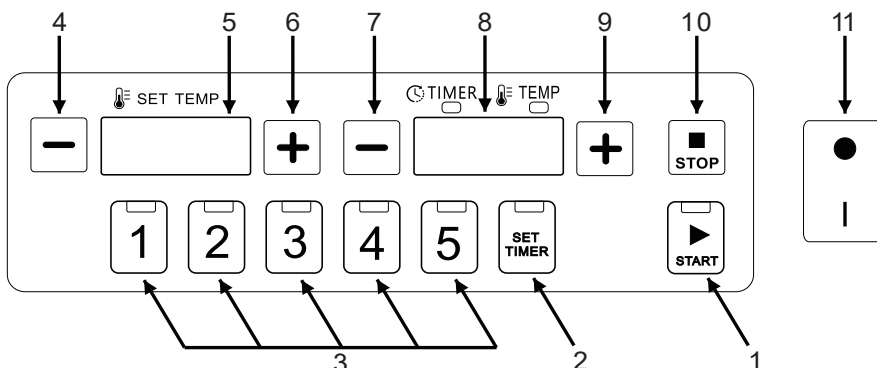 4 5 6 7 8 9 10 11
SET TEMP TIMER TEMP
STOP
1 2 3 4 5 SET TIMER START
3 2 1